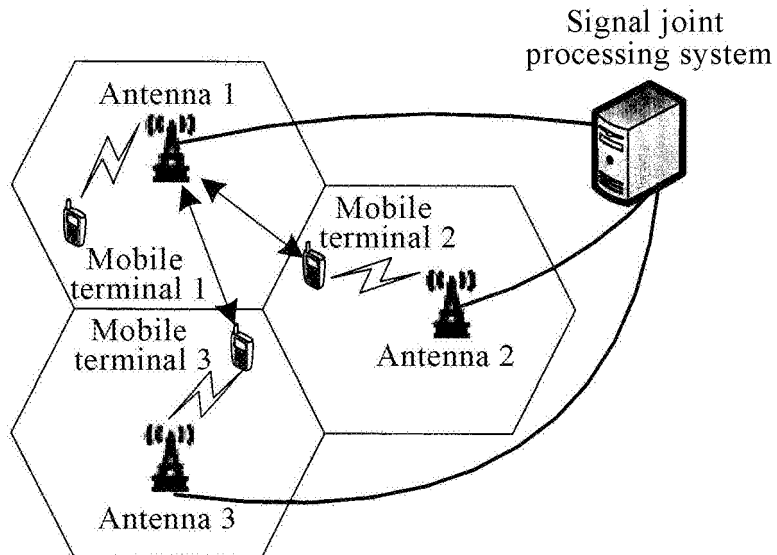 Signal joint
processing system
Antenna 1
Mobile
terminal 2
Mobile
terminal 1
Mobile
terminal 3
Antenna 2
Antenna 3